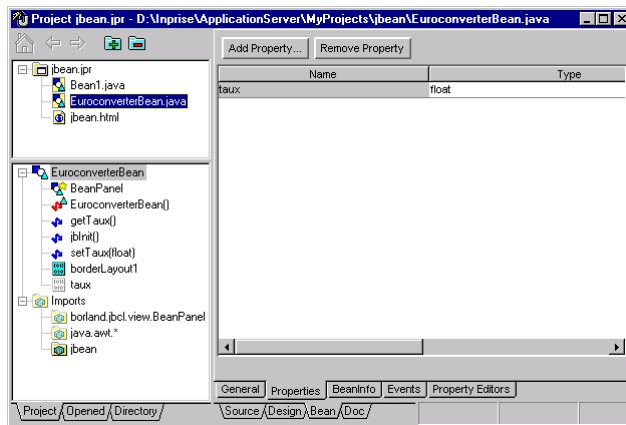 Project jbean.jpr - D:\Inprise\ApplicationServer\MyProjects\jbean\EuroconverterBean.java
Add Property... Remove Property
jbean.jpr
Bean1.java
EuroconverterBean.java
jbean.html
Name Type
taux float
EuroconverterBean
BeanPanel
EuroconverterBean()
getTaux()
jbInit()
setTaux(float)
borderLayout1
taux
Imports
borland.jbcl.view.BeanPanel
java.awt.*
jbean
General Properties BeanInfo Events Property Editors
Project Opened Directory Source Design Bean Doc